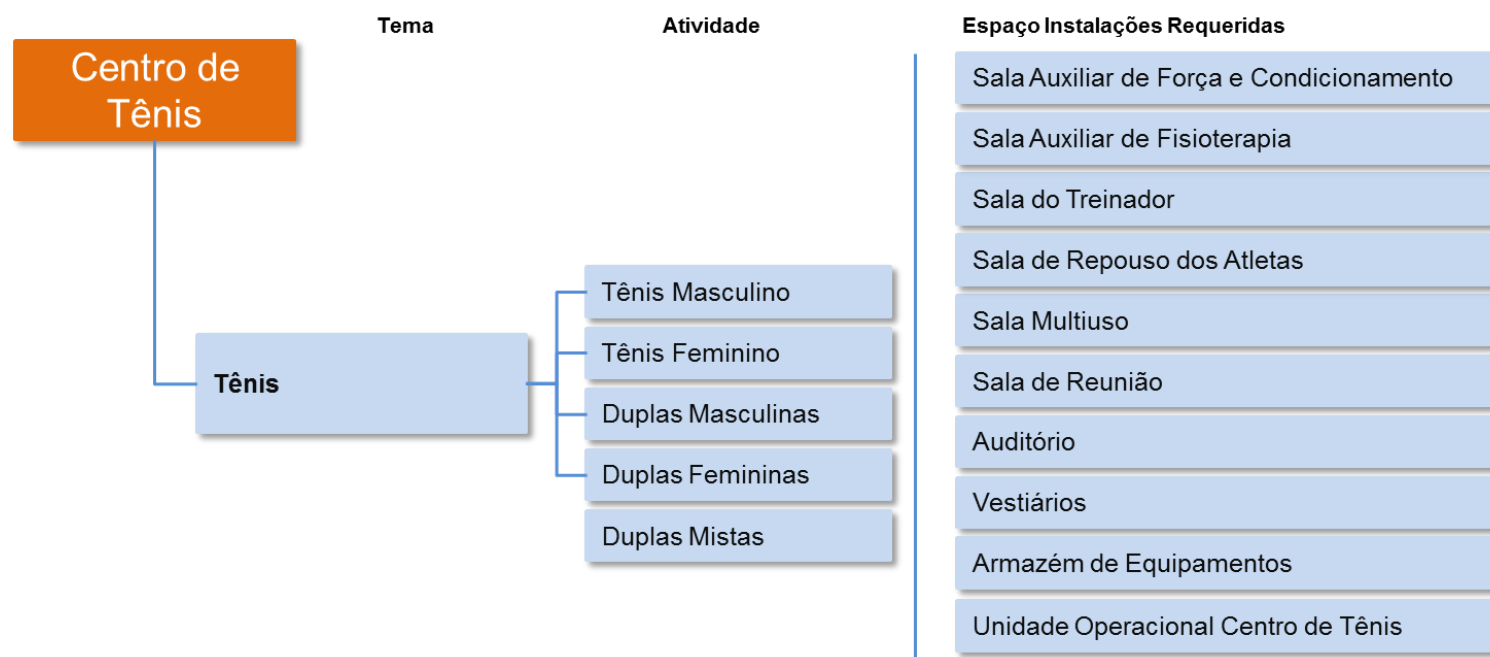 Tema
Atividade
Espaço Instalações Requeridas
Centro de
Tênis
Tênis
Tênis Masculino
Tênis Feminino
Duplas Masculinas
Duplas Femininas
Duplas Mistas
Sala Auxiliar de Força e Condicionamento
Sala Auxiliar de Fisioterapia
Sala do Treinador
Sala de Repouso dos Atletas
Sala Multiuso
Sala de Reunião
Auditório
Vestiários
Armazém de Equipamentos
Unidade Operacional Centro de Tênis